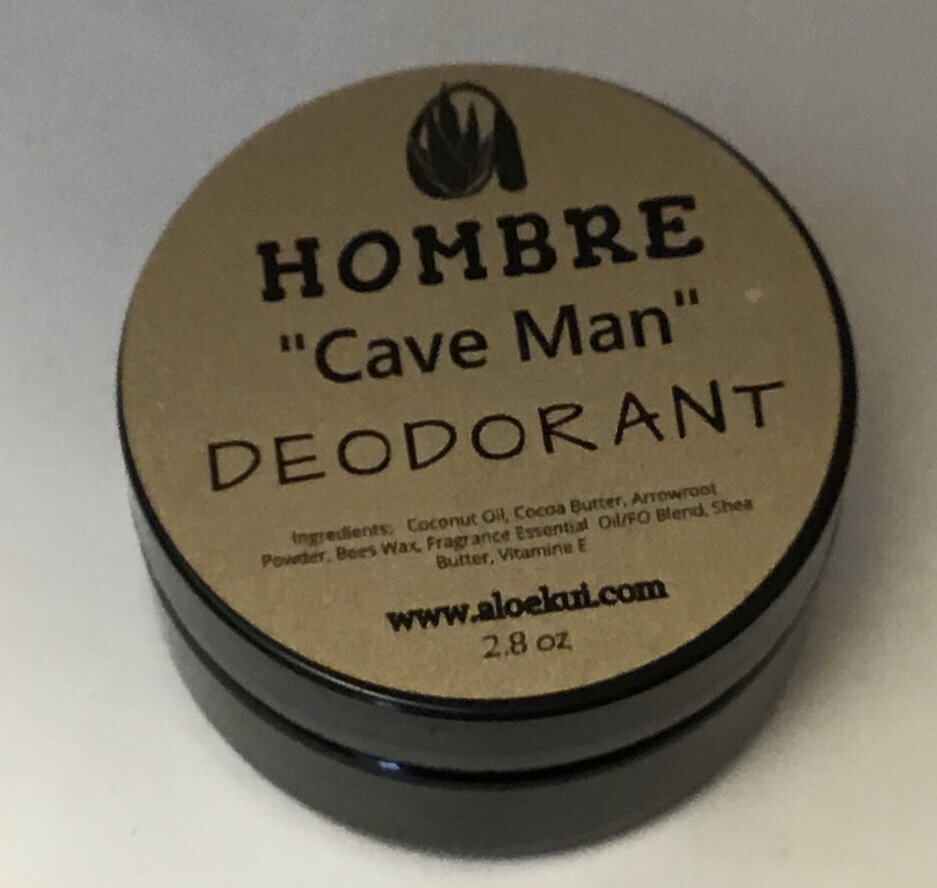 HOMBRE
"Cave Man"
DEODORANT
Ingredients: Coconut Oil, Cocoa Butter, Arrowroot
Powder, Bees Wax, Fragrance Essential Oil/FO Blend, Shea
Butter, Vitamine E
www.aloekui.com
2.8 oz